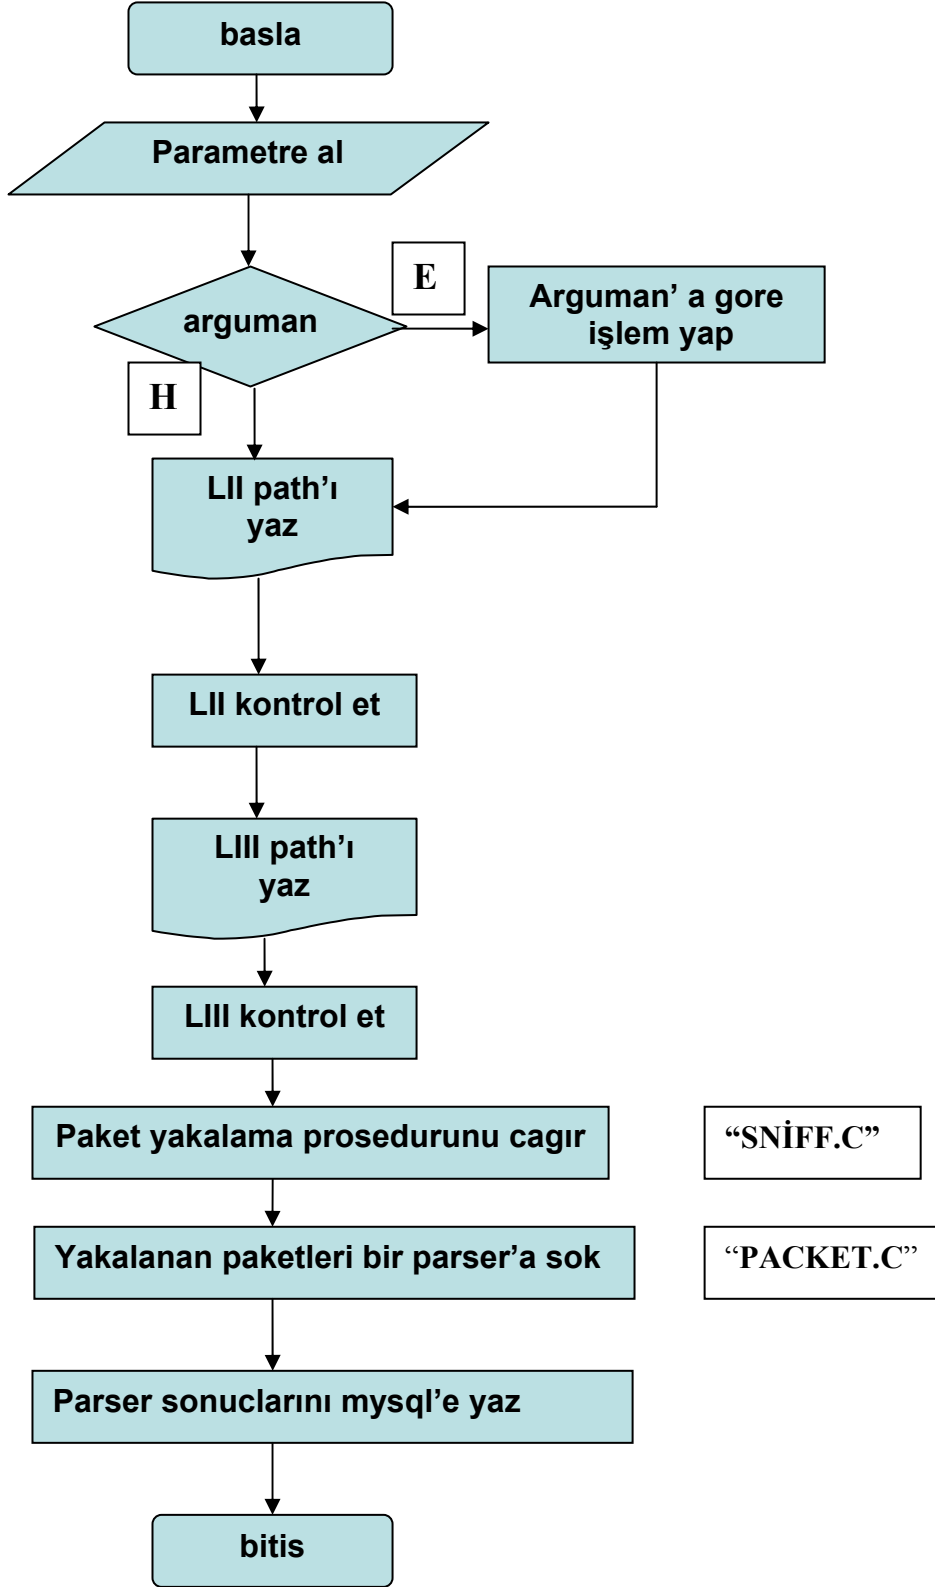 basla
Parametre al
arguman
E
Arguman’ a gore
işlem yap
H
LII path’ı
yaz
LII kontrol et
LIII path’ı
yaz
LIII kontrol et
Paket yakalama prosedurunu cagır
“SNİFF.C”
Yakalanan paketleri bir parser’a sok
“PACKET.C”
Parser sonuclarını mysql’e yaz
bitis